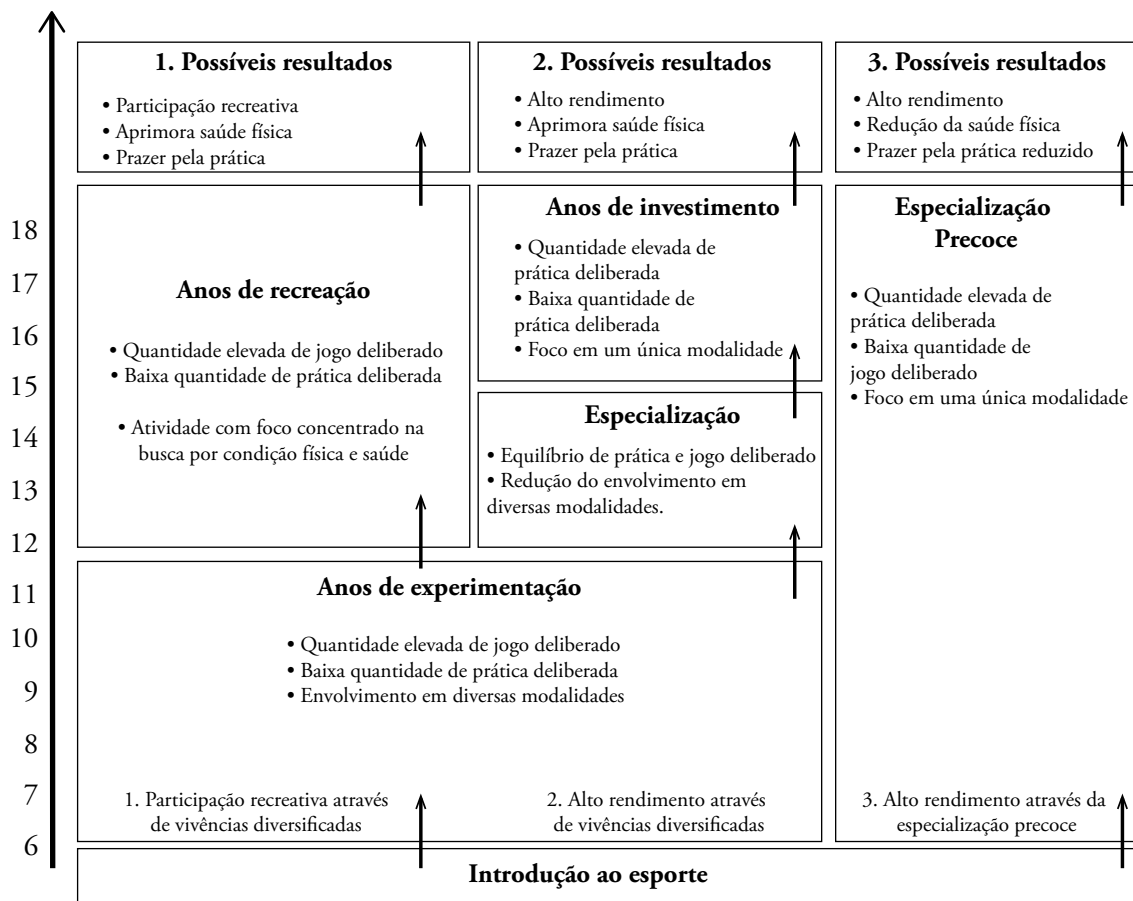 1. Possíveis resultados
• Participação recreativa
• Aprimora saúde física
• Prazer pela prática
2. Possíveis resultados
• Alto rendimento
• Aprimora saúde física
• Prazer pela prática
3. Possíveis resultados
• Alto rendimento
• Redução da saúde física
• Prazer pela prática reduzido
18
17
16
15
14
13
12
11
10
9
8
7
6
Anos de recreação
• Quantidade elevada de jogo deliberado
• Baixa quantidade de prática deliberada
• Atividade com foco concentrado na
busca por condição física e saúde
Anos de investimento
• Quantidade elevada de
prática deliberada
• Baixa quantidade de
prática deliberada
• Foco em um única modalidade
Especialização
• Equilíbrio de prática e jogo deliberado
• Redução do envolvimento em
diversas modalidades.
Especialização
Precoce
• Quantidade elevada de
prática deliberada
• Baixa quantidade de
jogo deliberado
• Foco em uma única modalidade
Anos de experimentação
• Quantidade elevada de jogo deliberado
• Baixa quantidade de prática deliberada
• Envolvimento em diversas modalidades
1. Participação recreativa através
de vivências diversificadas
2. Alto rendimento através
de vivências diversificadas
3. Alto rendimento através da
especialização precoce
Introdução ao esporte